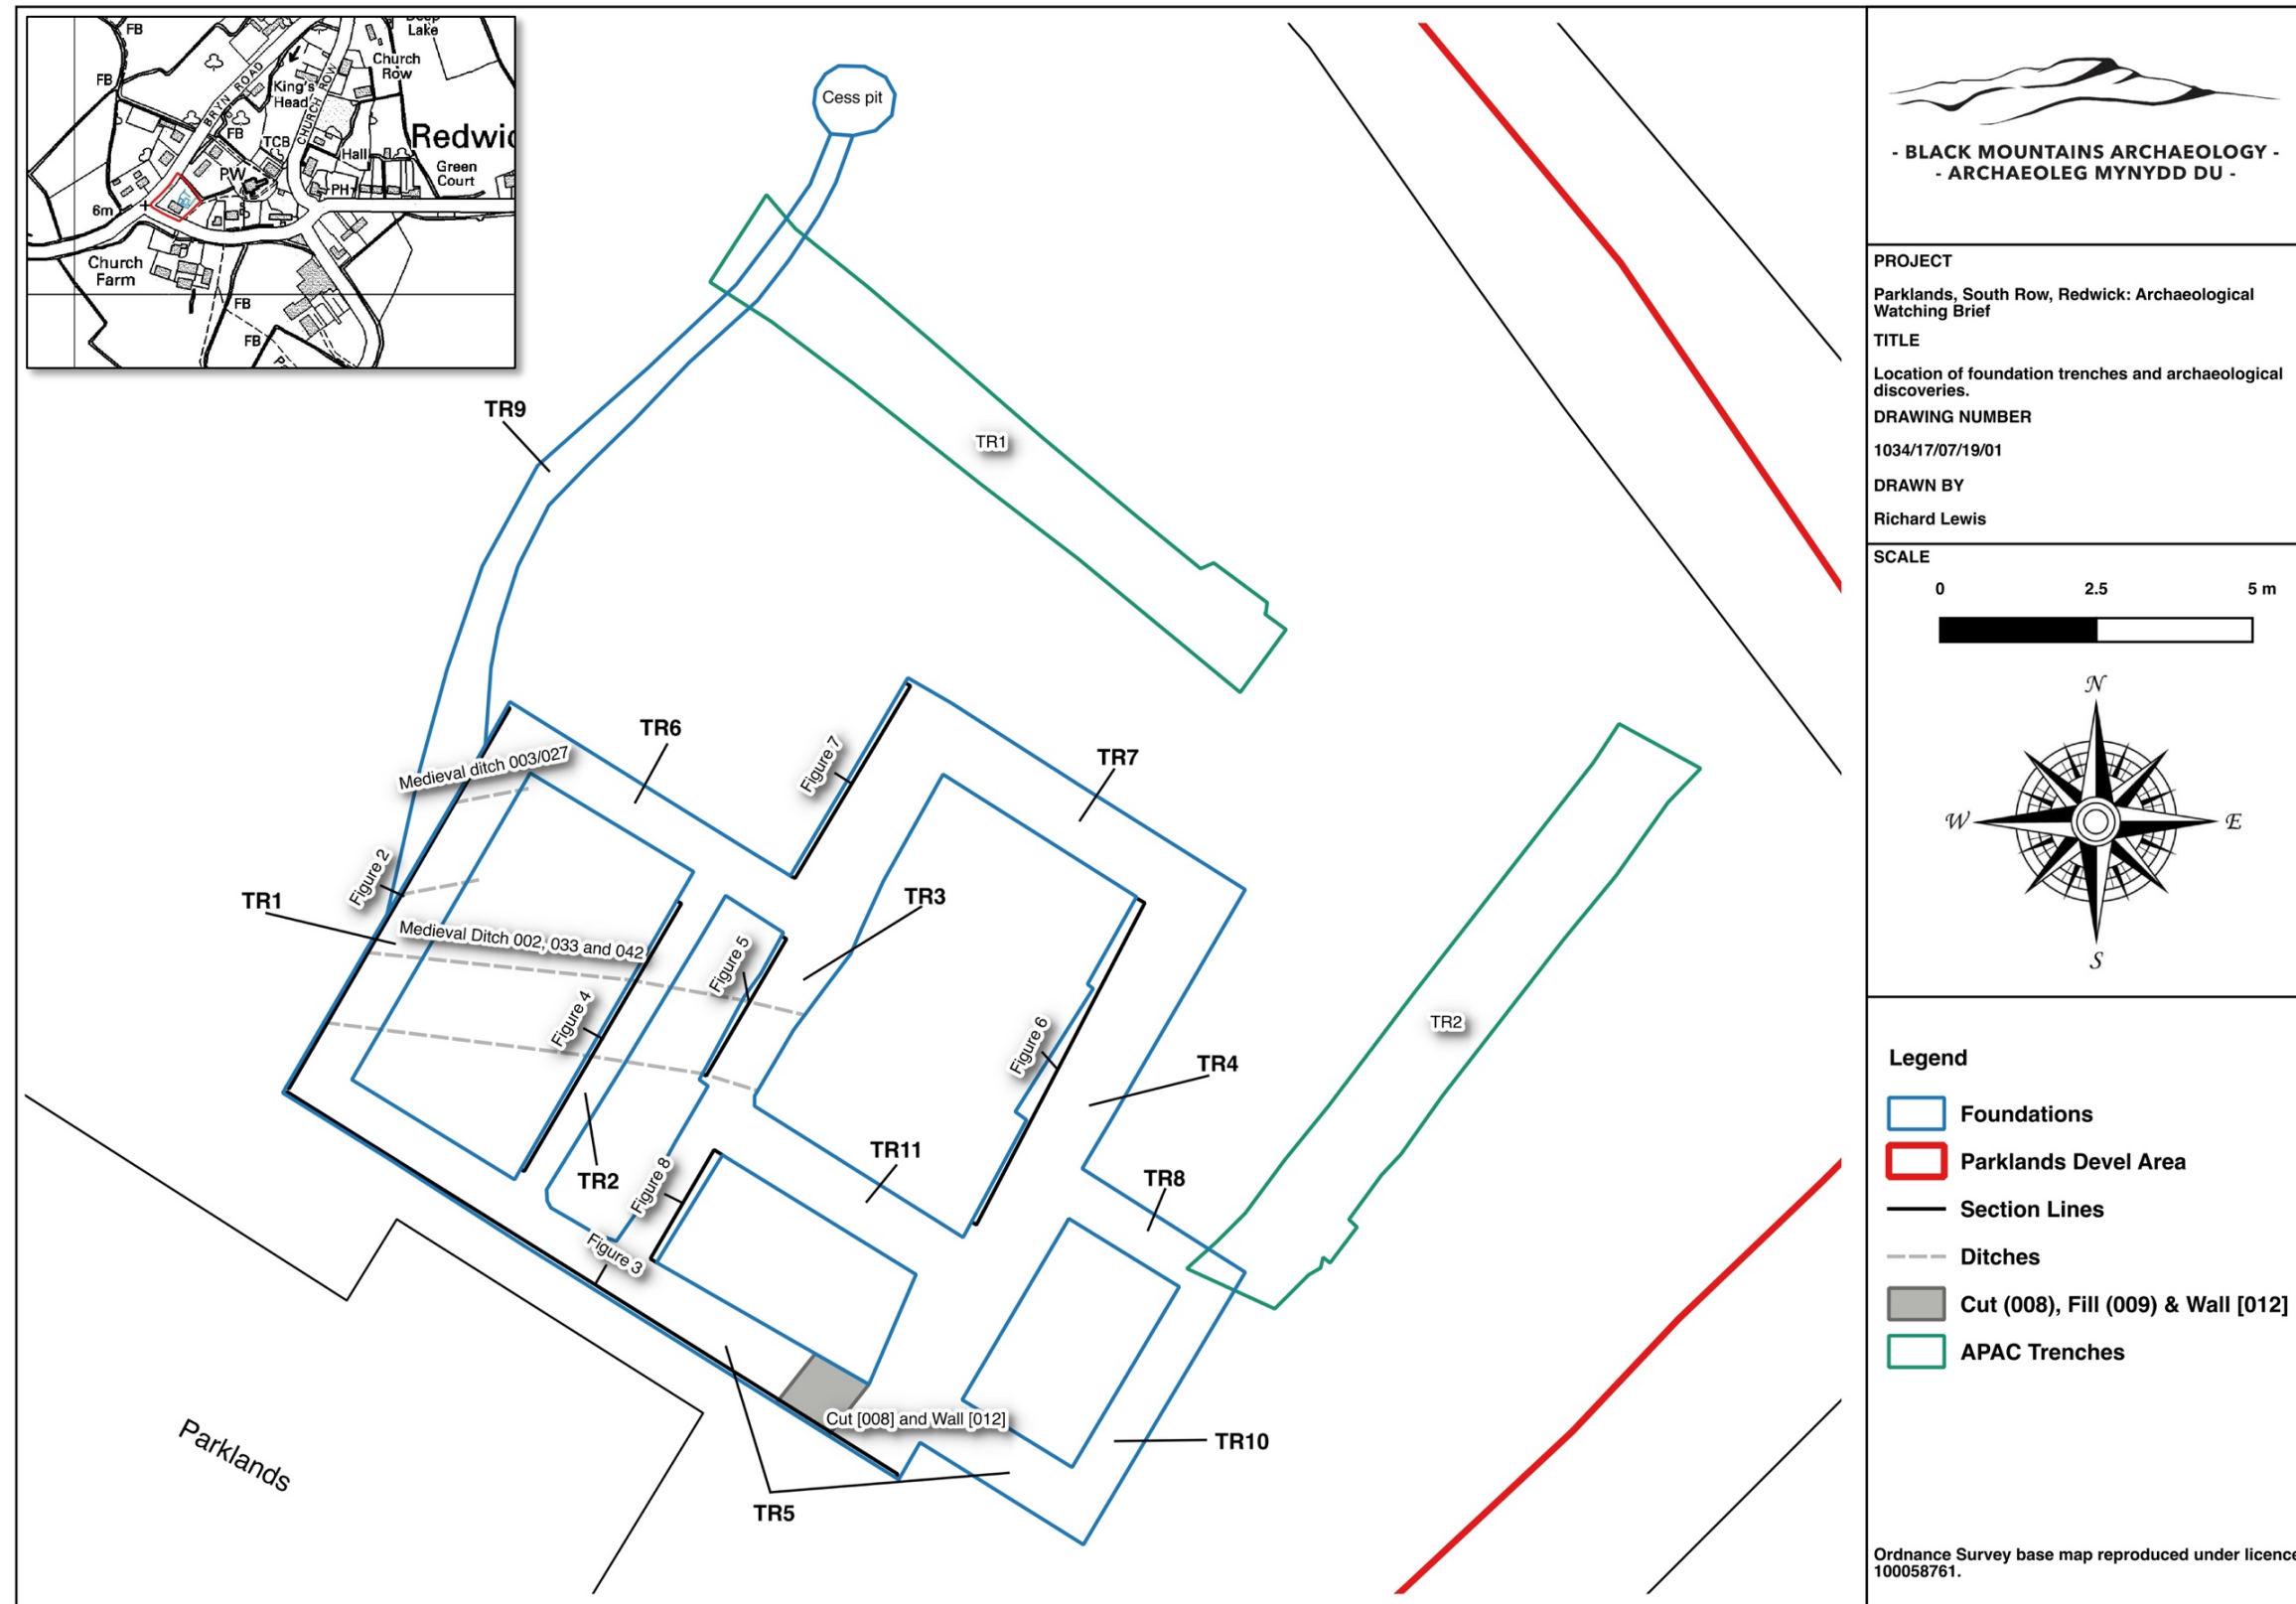 FB
Deep
Lake
FB
BRYN ROAD
King's
Head
CHURCH ROW
Church
Row
FB
TCB
Redwic
Hall
Green
Court
PW
PH
6m
Church
Farm
FB
FB
Cess pit
TR9
TR1
TR6
TR7
Figure 7
Medieval ditch 003/027
Figure 2
TR1
Medieval Ditch 002, 033 and 042
TR3
Figure 5
Figure 4
Figure 6
TR2
TR4
TR2
TR11
TR8
Figure 8
Figure 3
Cut [008] and Wall [012]
TR10
TR5
Parklands
- BLACK MOUNTAINS ARCHAEOLOGY -
- ARCHAEOLEG MYNYDD DU -
PROJECT
Parklands, South Row, Redwick: Archaeological
Watching Brief
TITLE
Location of foundation trenches and archaeological
discoveries.
DRAWING NUMBER
1034/17/07/19/01
DRAWN BY
Richard Lewis
SCALE
0 2.5 5 m
N
W E
S
Legend
Foundations
Parklands Devel Area
Section Lines
Ditches
Cut (008), Fill (009) & Wall [012]
APAC Trenches
Ordnance Survey base map reproduced under licence
100058761.